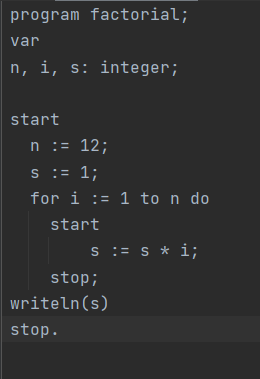 program factorial;
var
n, i, s: integer;

start
  n := 12;
  s := 1;
  for i := 1 to n do
    start
        s := s * i;
    stop;
writeln(s)
stop.